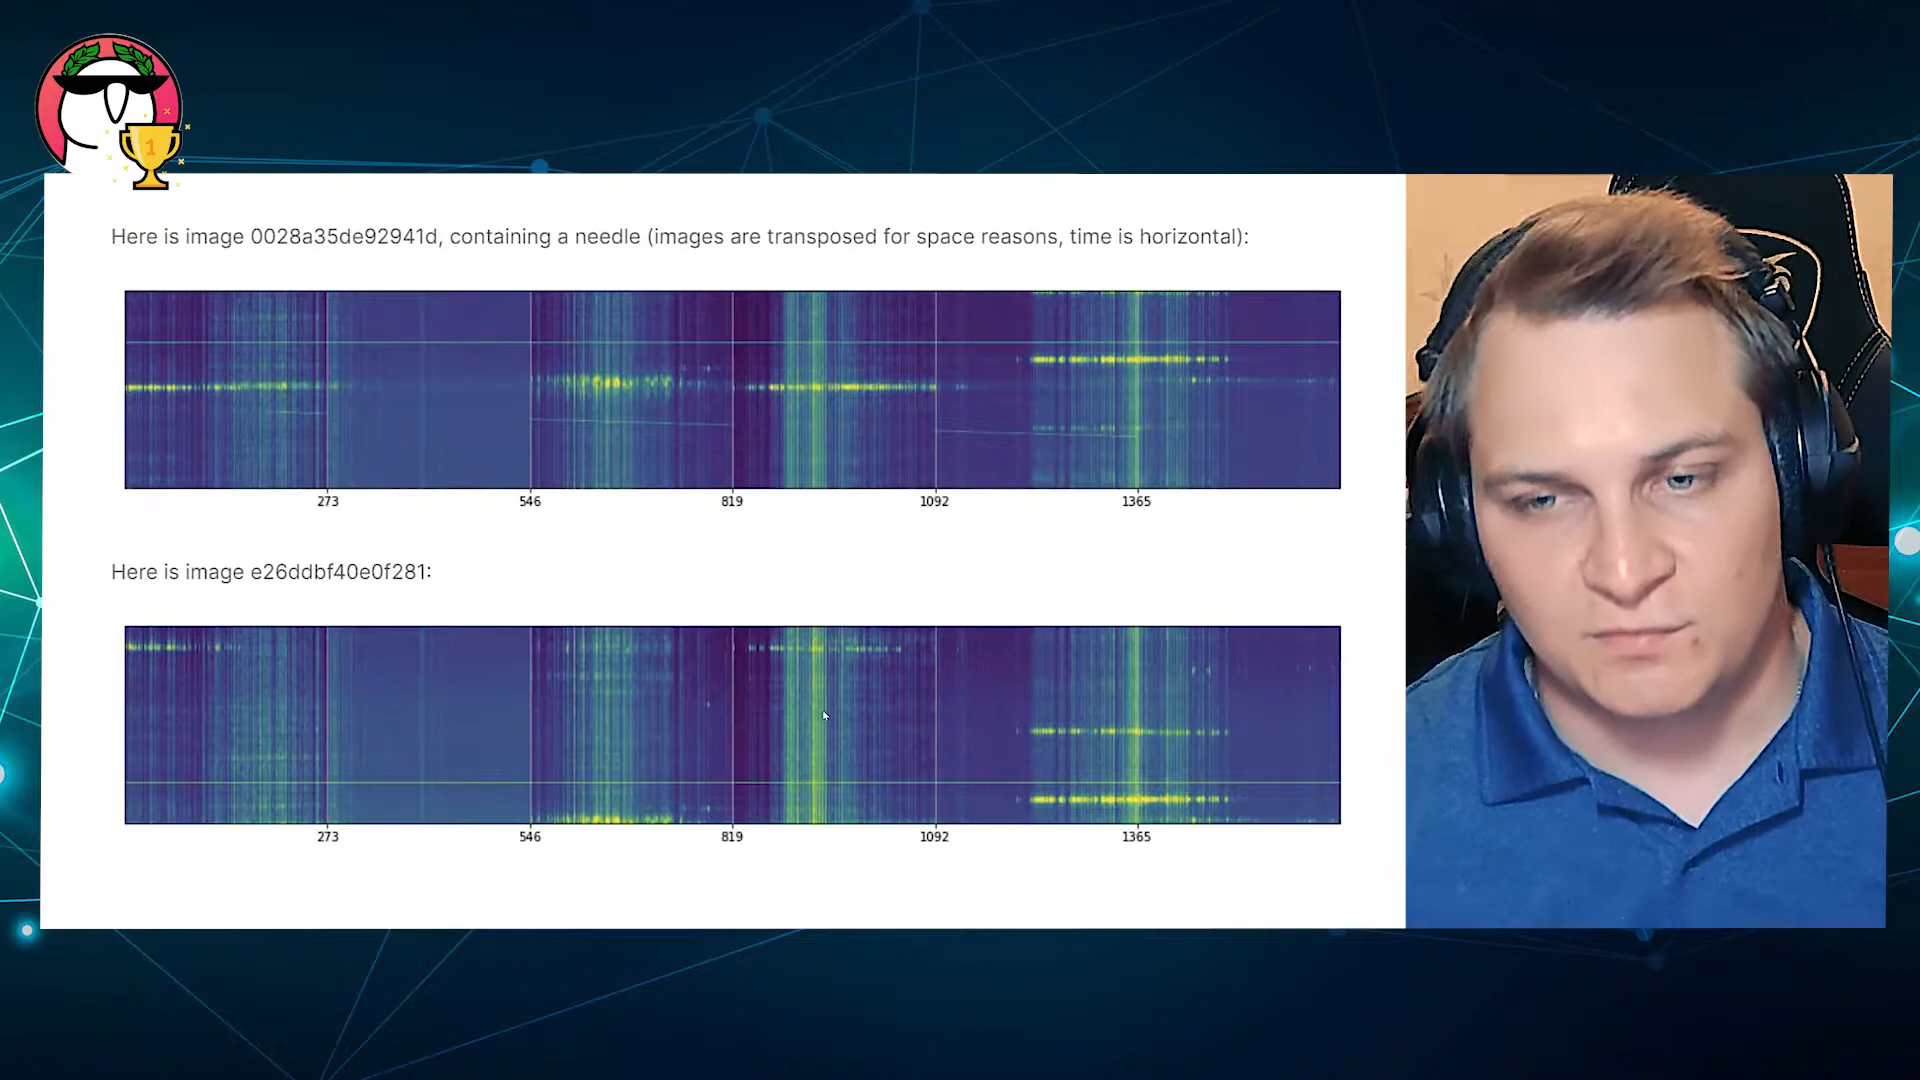 1
Here is image 0028a35de92941d, containing a needle (images are transposed for space reasons, time is horizontal):
273 546 819 1092 1365
Here is image e26ddbf40e0f281:
273 546 819 1092 1365